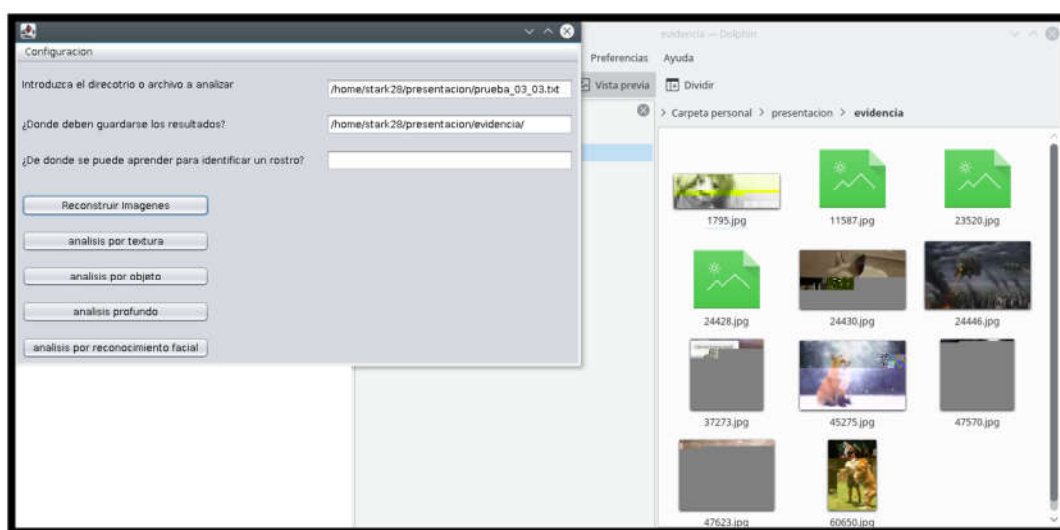 Configuracion
Introduzca el direcotrio o archivo a analizar
/home/stark28/presentacion/prueba_03_03.txt
¿Donde deben guardarse los resultados?
/home/stark28/presentacion/evidencia/
¿De donde se puede aprender para identificar un rostro?
Reconstruir Imagenes
analisis por textura
analisis por objeto
analisis profundo
analisis por reconocimiento facial
evidencia — Dolphin
Preferencias Ayuda
Vista previa Dividir
> Carpeta personal > presentacion > evidencia
1795.jpg 11587.jpg 23520.jpg
24428.jpg 24430.jpg 24446.jpg
37273.jpg 45275.jpg 47570.jpg
47623.jpg 60650.jpg